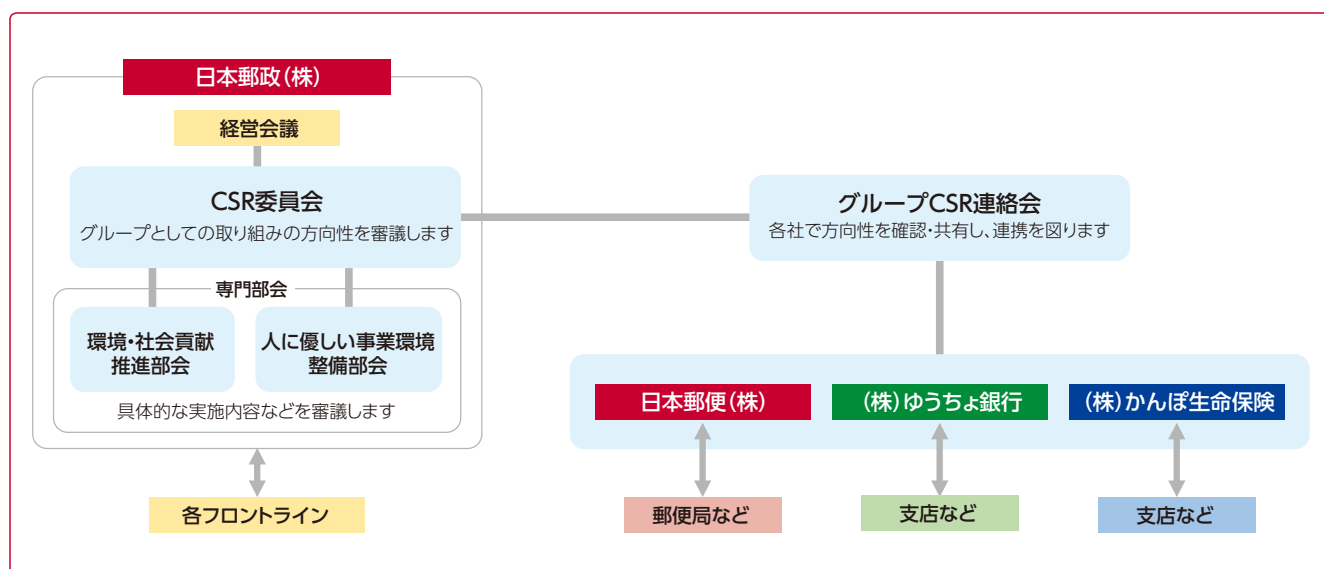 日本郵政(株)
経営会議
CSR委員会
グループとしての取り組みの方向性を審議します
専門部会
環境・社会貢献
推進部会
人に優しい事業環境
整備部会
具体的な実施内容などを審議します
各フロントライン
グループCSR連絡会
各社で方向性を確認・共有し、連携を図ります
日本郵便(株)
(株)ゆうちょ銀行
(株)かんぽ生命保険
郵便局など
支店など
支店など